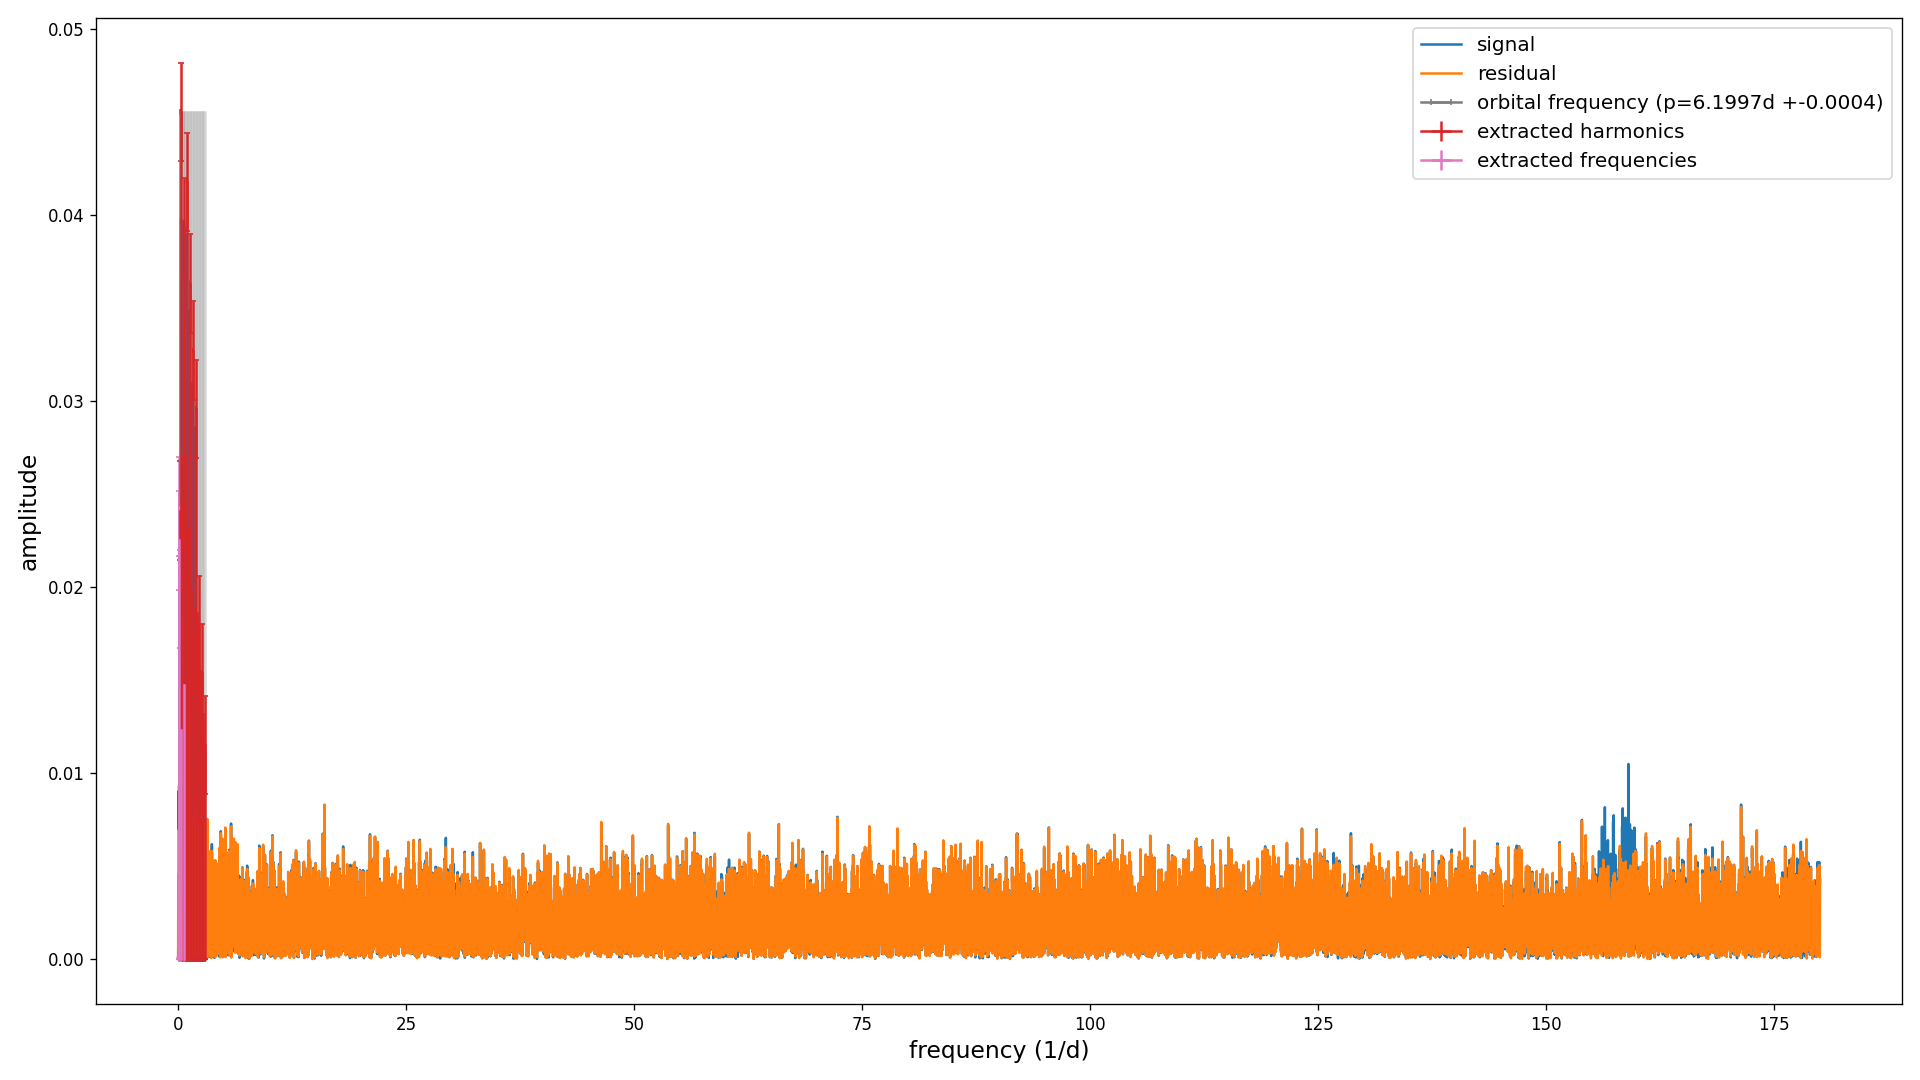 0.05
0.04
0.03
0.02
0.01
0.00
amplitude
signal
residual
orbital frequency (p=6.1997d +-0.0004)
extracted harmonics
extracted frequencies
0
25
50
75
100
125
150
175
frequency (1/d)